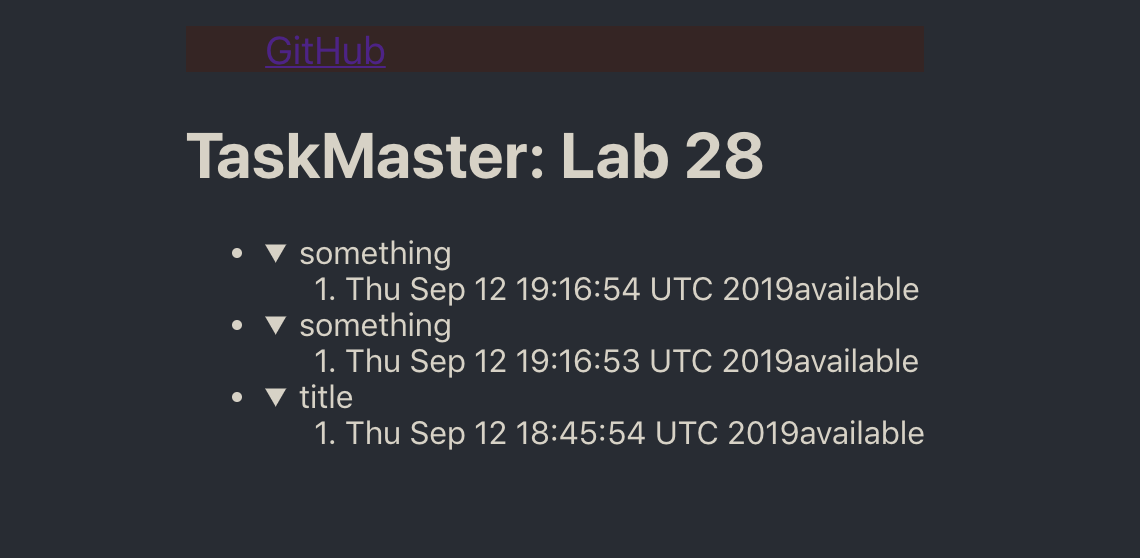 GitHub
TaskMaster: Lab 28
• ▼ something
1. Thu Sep 12 19:16:54 UTC 2019available
• ▼ something
1. Thu Sep 12 19:16:53 UTC 2019available
• ▼ title
1. Thu Sep 12 18:45:54 UTC 2019available